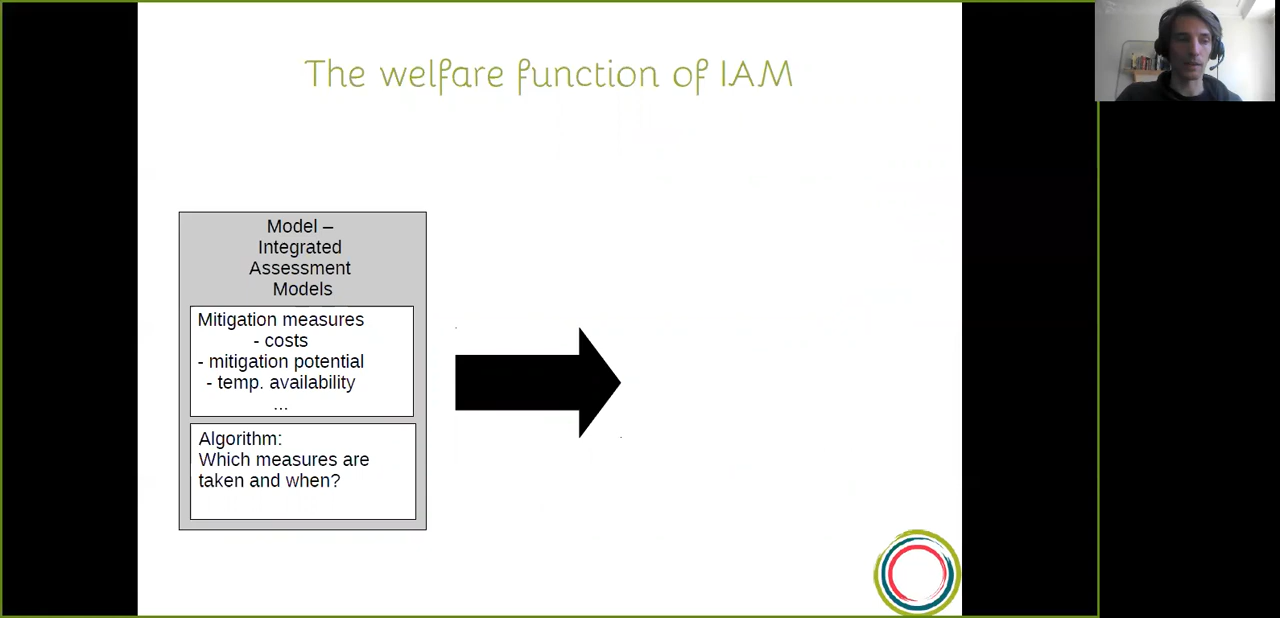 The welfare function of IAM
Model –
Integrated
Assessment
Models
Mitigation measures
- costs
- mitigation potential
- temp. availability
...
Algorithm:
Which measures are
taken and when?